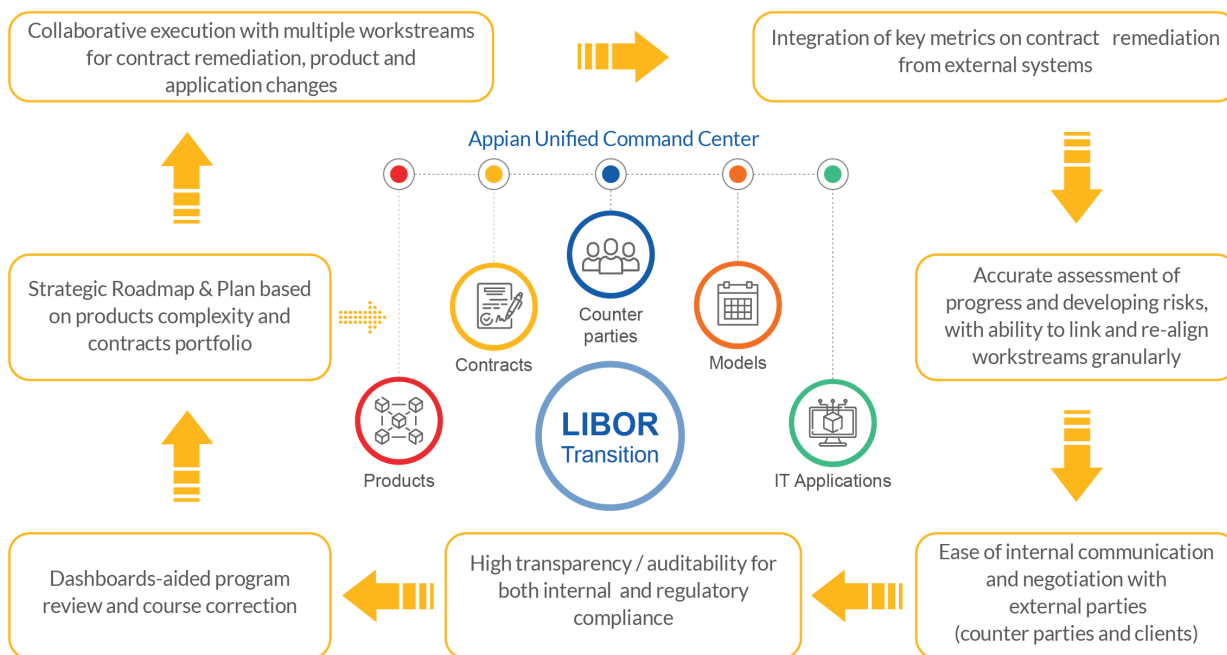 Collaborative execution with multiple workstreams
for contract remediation, product and
application changes
Integration of key metrics on contract remediation
from external systems
Appian Unified Command Center
Strategic Roadmap & Plan based
on products complexity and
contracts portfolio
Accurate assessment of
progress and developing risks,
with ability to link and re-align
workstreams granularly
Counter
parties
Contracts
Models
LIBOR
Transition
Products
IT Applications
Dashboards-aided program
review and course correction
High transparency / auditability for
both internal and regulatory
compliance
Ease of internal communication
and negotiation with
external parties
(counter parties and clients)